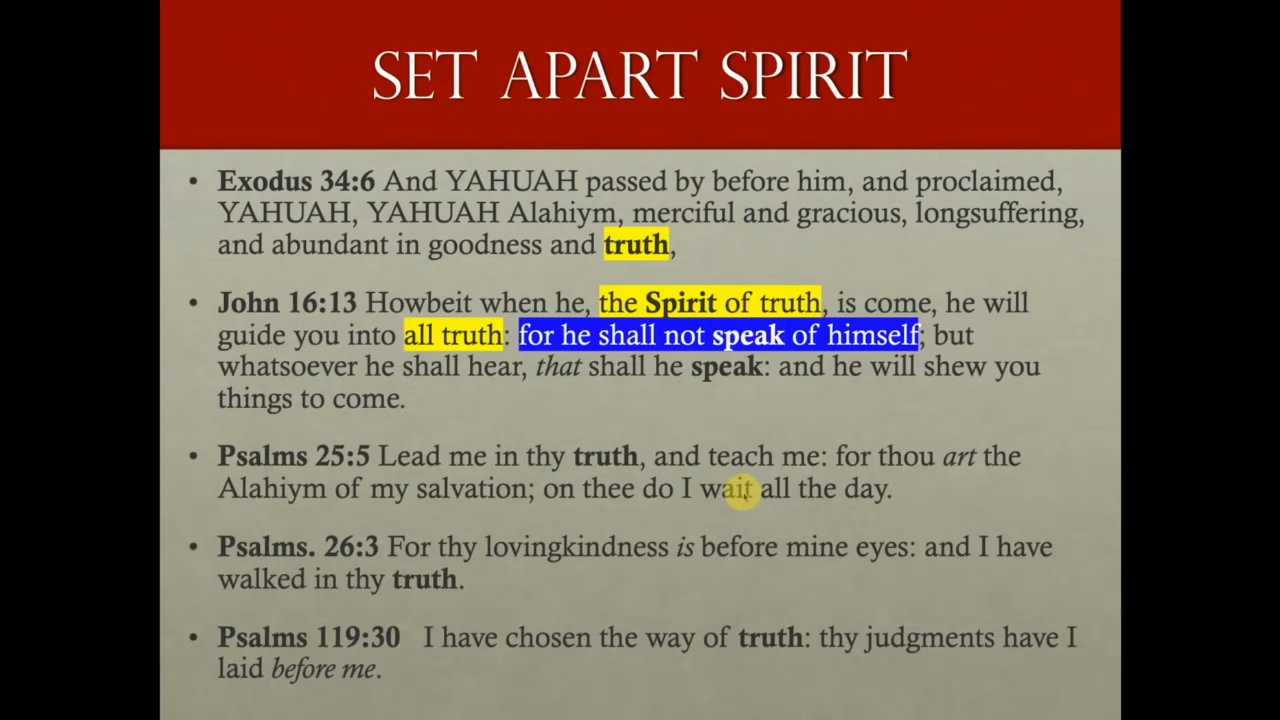 SET APART SPIRIT
• Exodus 34:6 And YAHUAH passed by before him, and proclaimed,
YAHUAH, YAHUAH Alahiym, merciful and gracious, longsuffering,
and abundant in goodness and truth,
• John 16:13 Howbeit when he, the Spirit of truth, is come, he will
guide you into all truth: for he shall not speak of himself; but
whatsoever he shall hear, that shall he speak: and he will shew you
things to come.
• Psalms 25:5 Lead me in thy truth, and teach me: for thou art the
Alahiym of my salvation; on thee do I wait all the day.
• Psalms. 26:3 For thy lovingkindness is before mine eyes: and I have
walked in thy truth.
• Psalms 119:30 I have chosen the way of truth: thy judgments have I
laid before me.